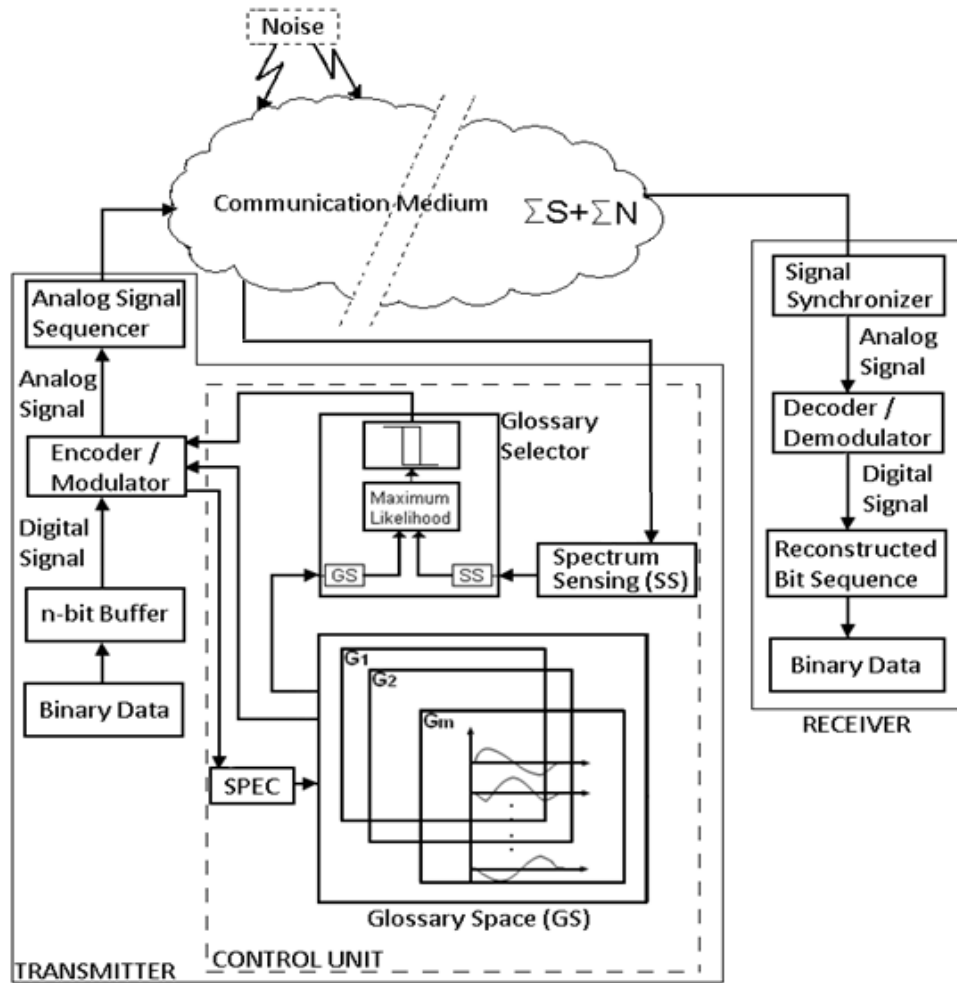 Noise
Communication Medium
∑S+∑N
Analog Signal
Sequencer
Analog
Signal
Encoder /
Modulator
Digital
Signal
n-bit Buffer
Binary Data
TRANSMITTER
Glossary
Selector
Maximum
Likelihood
GS
SS
Spectrum
Sensing (SS)
SPEC
G1
G2
Gm
Glossary Space (GS)
CONTROL UNIT
Signal
Synchronizer
Analog
Signal
Decoder /
Demodulator
Digital
Signal
Reconstructed
Bit Sequence
Binary Data
RECEIVER